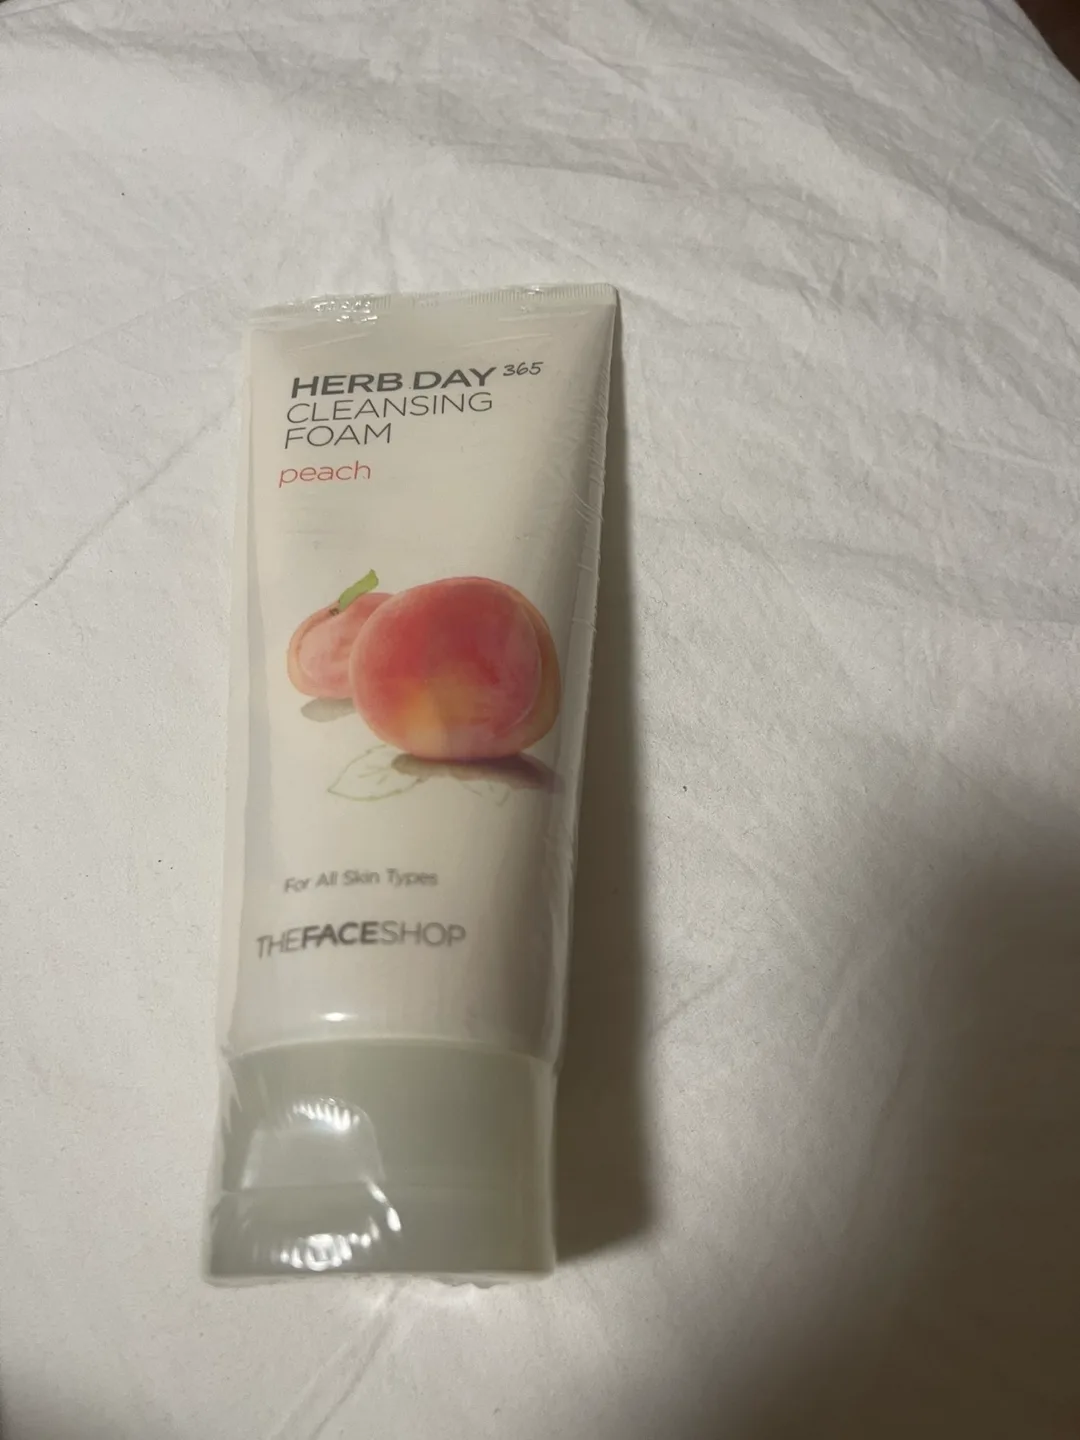 HERB DAY 365
CLEANSING
FOAM
peach
For All Skin Types
THEFACESHOP